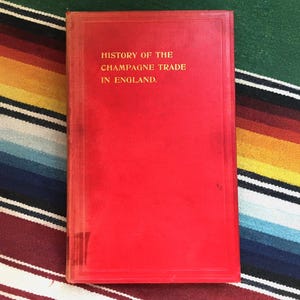 HISTORY OF THE
CHAMPAGNE TRADE
IN ENGLAND.